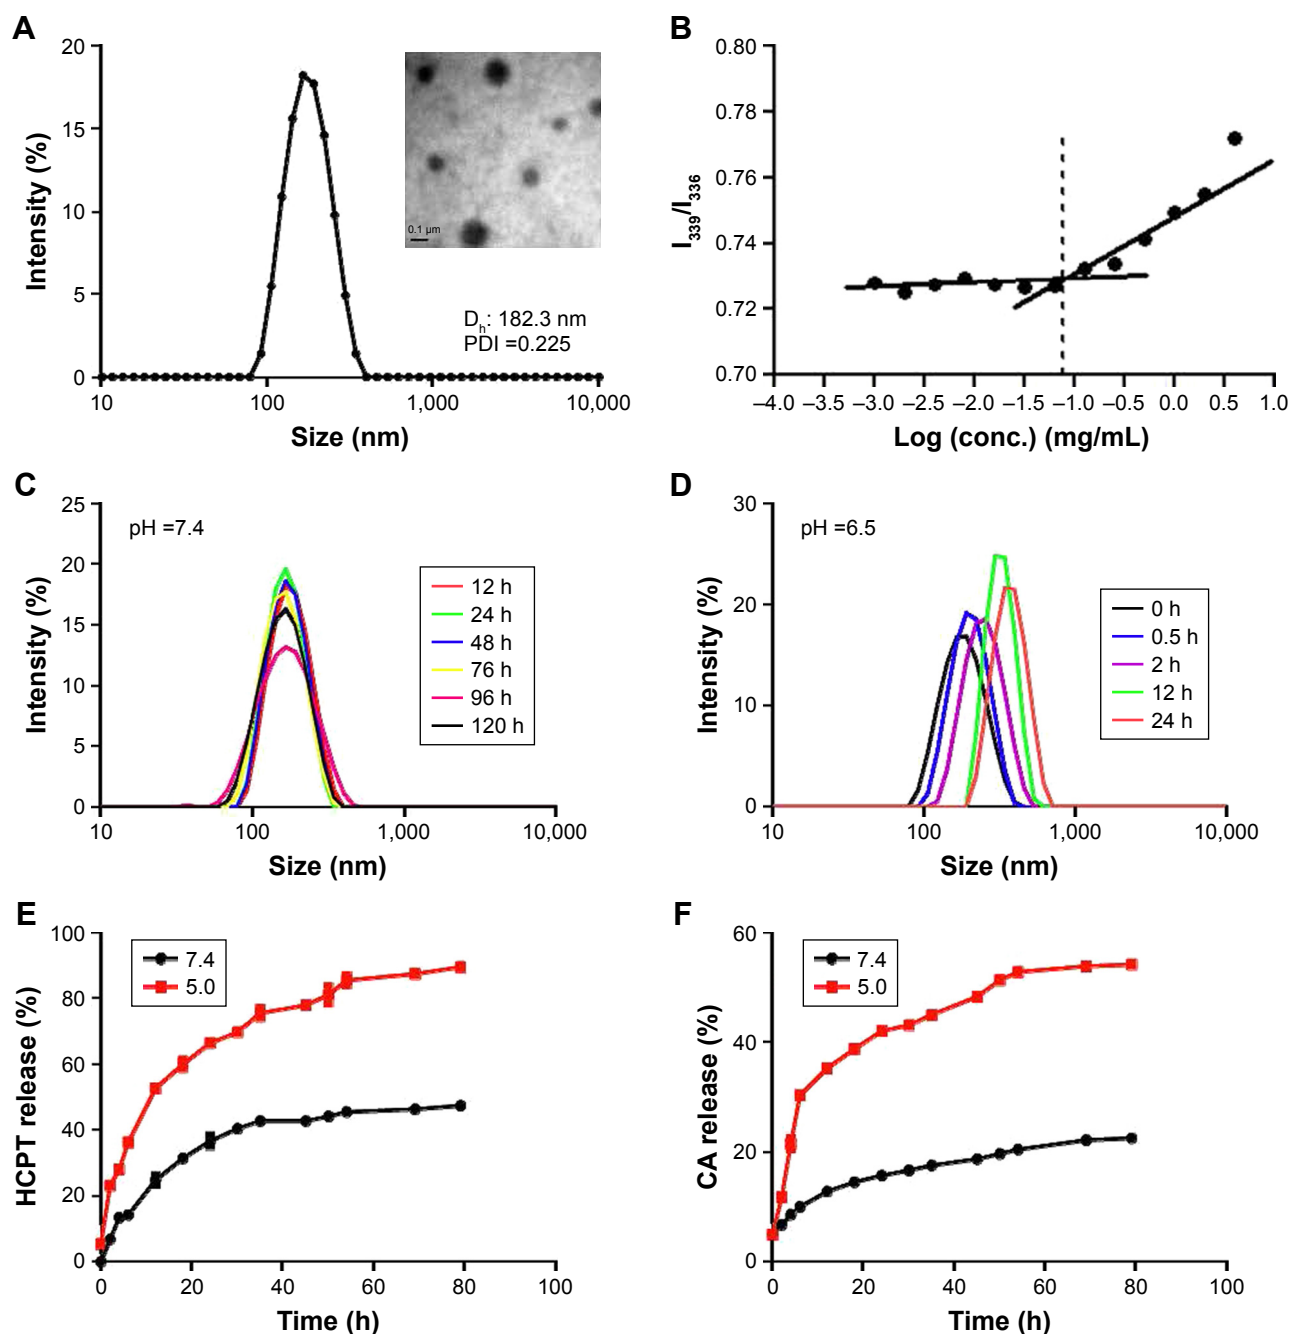 A
20
15
10
5
0
Intensity (%)
0.1 µm
Dh: 182.3 nm
PDI =0.225
10 100 1,000 10,000
Size (nm)
B
0.80
0.78
0.76
0.74
0.72
0.70
I339/I336
–4.0 –3.5 –3.0 –2.5 –2.0 –1.5 –1.0 –0.5 0.0 0.5 1.0
Log (conc.) (mg/mL)
C
25
20
15
10
5
0
Intensity (%)
pH =7.4
12 h
24 h
48 h
76 h
96 h
120 h
10 100 1,000 10,000
Size (nm)
D
30
20
10
0
Intensity (%)
pH =6.5
0 h
0.5 h
2 h
12 h
24 h
10 100 1,000 10,000
Size (nm)
E
100
80
60
40
20
0
HCPT release (%)
7.4
5.0
0 20 40 60 80 100
Time (h)
F
60
40
20
0
CA release (%)
7.4
5.0
0 20 40 60 80 100
Time (h)